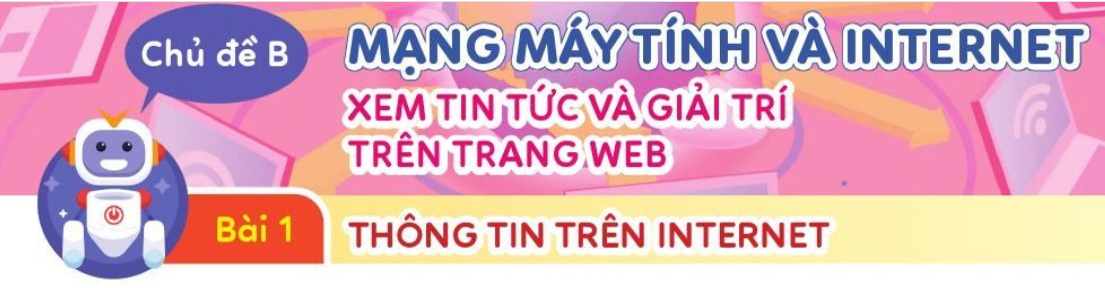 Chủ đề B
MẠNG MÁY TÍNH VÀ INTERNET
XEM TIN TỨC VÀ GIẢI TRÍ
TRÊN TRANG WEB
Bài 1
THÔNG TIN TRÊN INTERNET